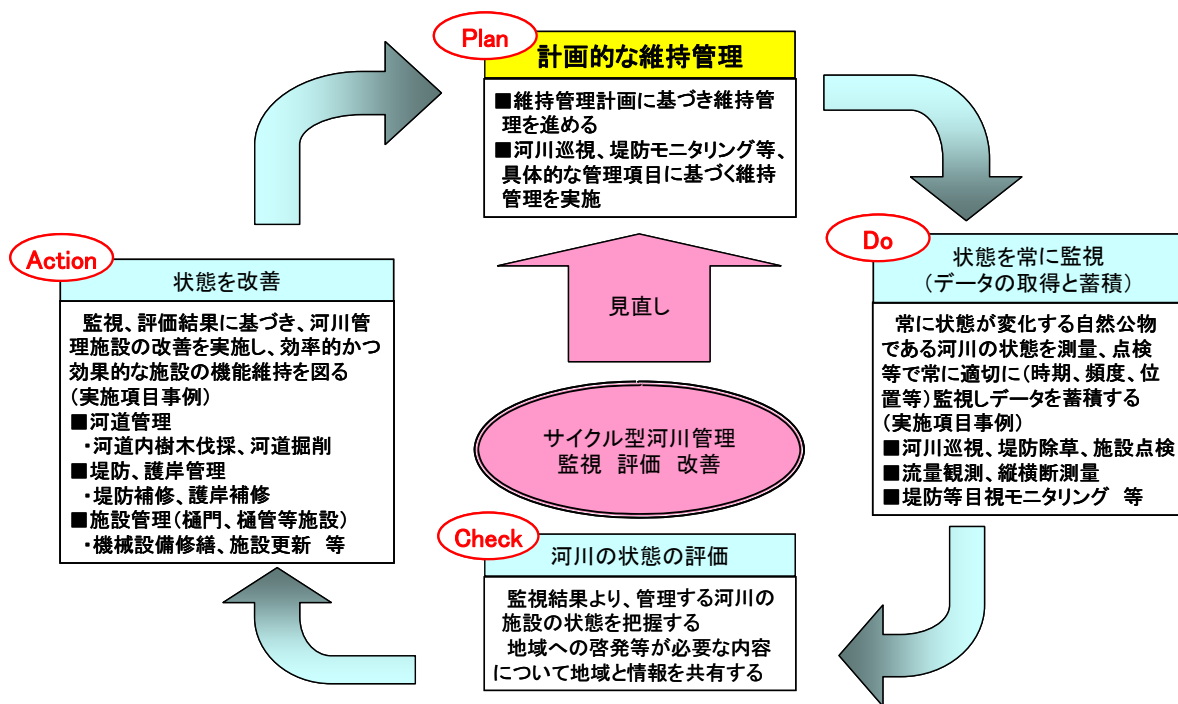 Plan
計画的な維持管理
■維持管理計画に基づき維持管
理を進める
■河川巡視、堤防モニタリング等、
具体的な管理項目に基づく維持
管理を実施
Do
状態を常に監視
(データの取得と蓄積)
常に状態が変化する自然公物
である河川の状態を測量、点検
等で常に適切に(時期、頻度、位
置等)監視しデータを蓄積する
(実施項目事例)
■河川巡視、堤防除草、施設点検
■流量観測、縦横断測量
■堤防等目視モニタリング 等
Check
河川の状態の評価
監視結果より、管理する河川の
施設の状態を把握する
地域への啓発等が必要な内容
について地域と情報を共有する
Action
状態を改善
監視、評価結果に基づき、河川管
理施設の改善を実施し、効率的かつ
効果的な施設の機能維持を図る
(実施項目事例)
■河道管理
・河道内樹木伐採、河道掘削
■堤防、護岸管理
・堤防補修、護岸補修
■施設管理(樋門、樋管等施設)
・機械設備修繕、施設更新 等
見直し
サイクル型河川管理
監視 評価 改善